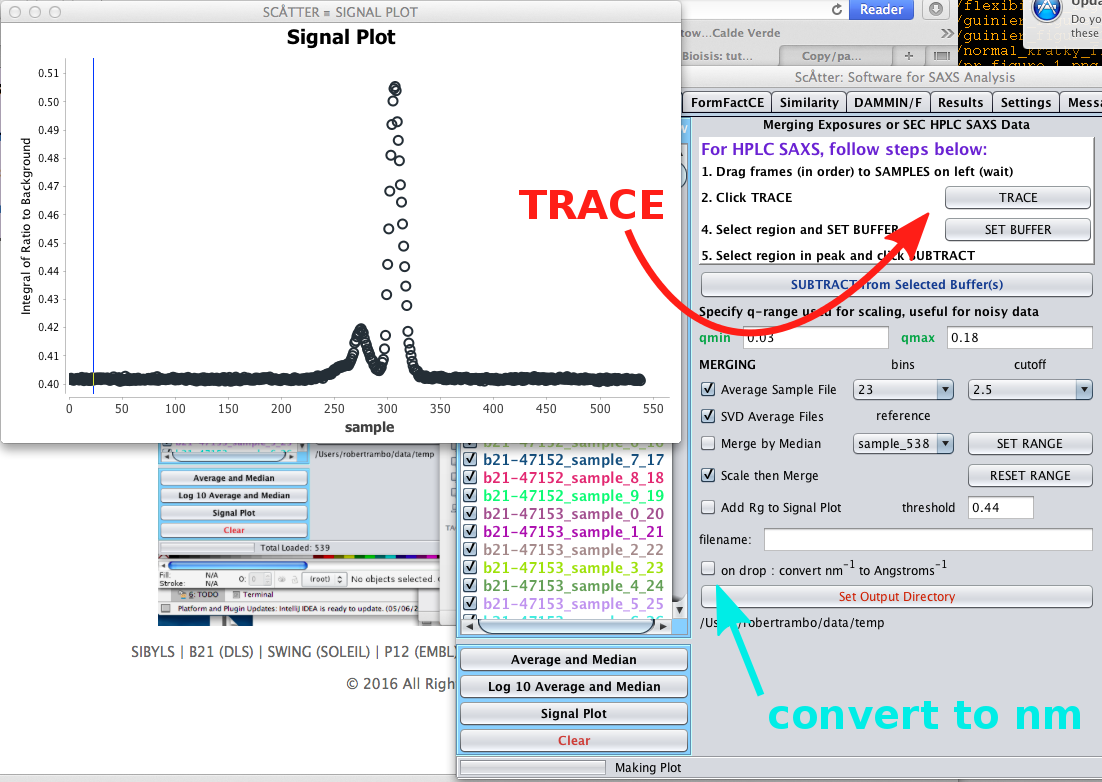 SCÅTTER ≡ SIGNAL PLOT
Signal Plot
Integral of Ratio to Background
0.51
0.50
0.49
0.48
0.47
0.46
0.45
0.44
0.43
0.42
0.41
0.40
0 50 100 150 200 250 300 350 400 450 500 550
sample
Reader
Upda
Do yo
these
/flexibi
/guinier
tow...Calde Verde
Bioisis: tut...
Copy/pa...
ScÅtter: Software for SAXS Analysis
FormFactCE Similarity DAMMIN/F Results Settings Messa
Merging Exposures or SEC HPLC SAXS Data
For HPLC SAXS, follow steps below:
1. Drag frames (in order) to SAMPLES on left (wait)
2. Click TRACE
TRACE
4. Select region and SET BUFFER
SET BUFFER
5. Select region in peak and click SUBTRACT
TRACE
SUBTRACT from Selected Buffer(s)
Specify q-range used for scaling, useful for noisy data
qmin 0.03 qmax 0.18
MERGING bins cutoff
Average Sample File 23 2.5
SVD Average Files reference
Merge by Median sample_538 SET RANGE
Scale then Merge RESET RANGE
Add Rg to Signal Plot threshold 0.44
filename:
on drop : convert nm⁻¹ to Angstroms⁻¹
Set Output Directory
/Users/robertrambo/data/temp
convert to nm
b21-47152_sample_7_17
b21-47152_sample_8_18
b21-47152_sample_9_19
b21-47153_sample_0_20
b21-47153_sample_1_21
b21-47153_sample_2_22
b21-47153_sample_3_23
b21-47153_sample_4_24
b21-47153_sample_5_25
Average and Median
Log 10 Average and Median
Signal Plot
Clear
Making Plot
/Users/robertrambo/data/temp
Average and Median
Log 10 Average and Median
Signal Plot
Clear
Total Loaded: 539
Fill: N/A
Stroke: N/A
O: 0
(root)
No objects selected.
6: TODO Terminal
Platform and Plugin Updates: IntelliJ IDEA is ready to update. (05/06/2
SIBYLS | B21 (DLS) | SWING (SOLEIL) | P12 (EMBL)
© 2016 All Righ